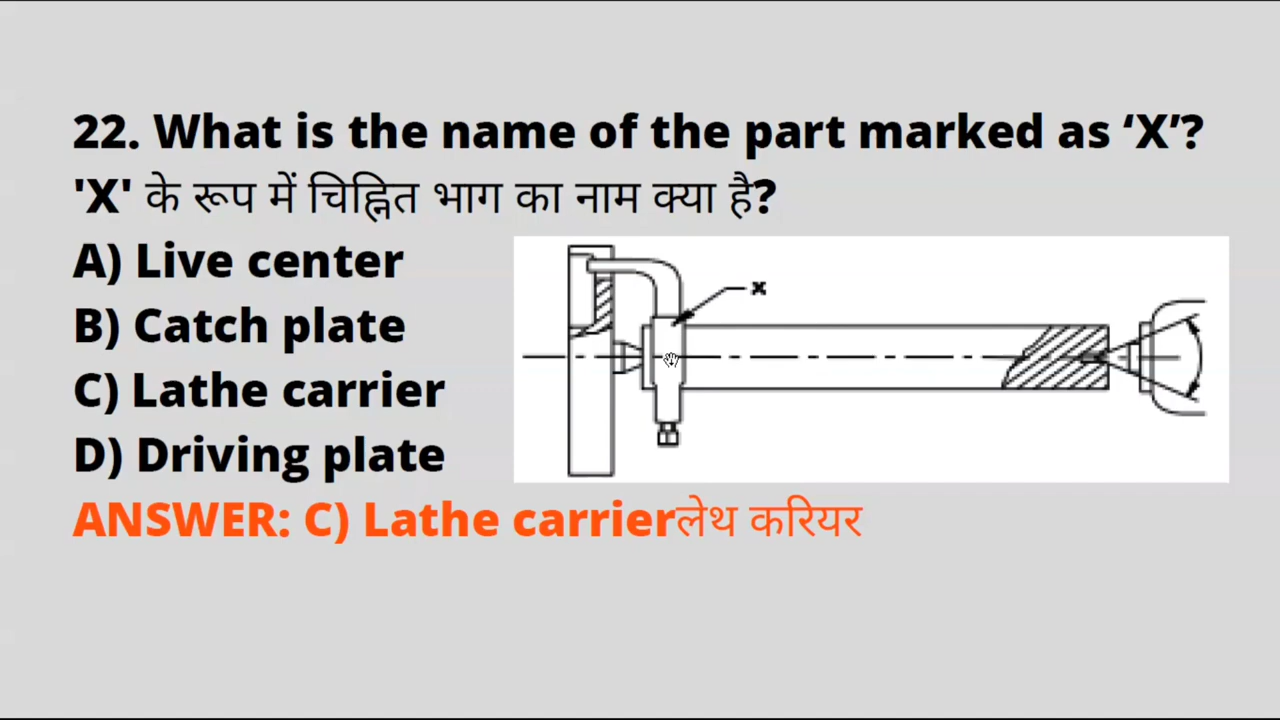 22. What is the name of the part marked as ‘X’?
'X' के रूप में चिह्नित भाग का नाम क्या है?
A) Live center
B) Catch plate
C) Lathe carrier
D) Driving plate
x
ANSWER: C) Lathe carrierलेथ करियर